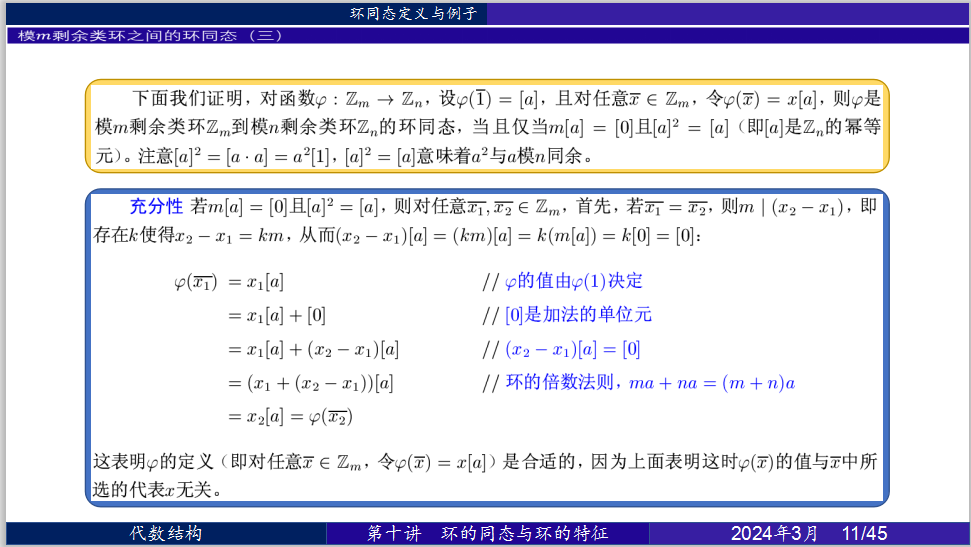 环同态定义与例子
模m剩余类环之间的环同态（三）
下面我们证明，对函数φ : ℤₘ → ℤₙ，设φ(1̅) = [a]，且对任意x̅ ∈ ℤₘ，令φ(x̅) = x[a]，则φ是
模m剩余类环ℤₘ到模n剩余类环ℤₙ的环同态，当且仅当m[a] = [0]且[a]² = [a]（即[a]是ℤₙ的幂等
元）。注意[a]² = [a · a] = a²[1]，[a]² = [a]意味着a²与a模n同余。
充分性 若m[a] = [0]且[a]² = [a]，则对任意x̅₁, x̅₂ ∈ ℤₘ，首先，若x̅₁ = x̅₂，则m | (x₂ − x₁)，即
存在k使得x₂ − x₁ = km，从而(x₂ − x₁)[a] = (km)[a] = k(m[a]) = k[0] = [0]：
φ(x̅₁) = x₁[a] // φ的值由φ(1)决定
= x₁[a] + [0] // [0]是加法的单位元
= x₁[a] + (x₂ − x₁)[a] // (x₂ − x₁)[a] = [0]
= (x₁ + (x₂ − x₁))[a] // 环的倍数法则，ma + na = (m + n)a
= x₂[a] = φ(x̅₂)
这表明φ的定义（即对任意x̅ ∈ ℤₘ，令φ(x̅) = x[a]）是合适的，因为上面表明这时φ(x̅)的值与x̅中所
选的代表x无关。
代数结构 第十讲 环的同态与环的特征 2024年3月 11/45